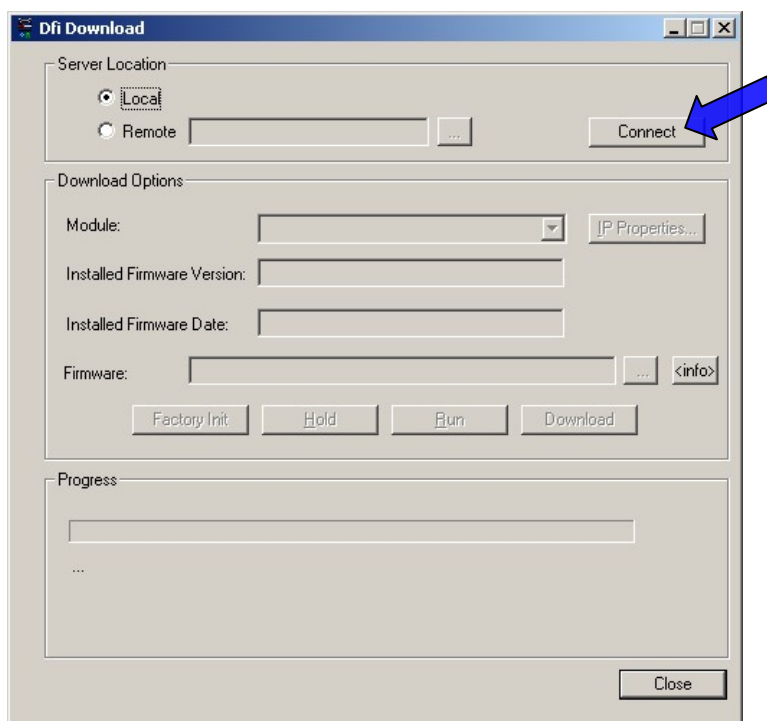 Dfi Download
Server Location
Local
Remote ... Connect
Download Options
Module: IP Properties...
Installed Firmware Version:
Installed Firmware Date:
Firmware: ... <info>
Factory Init Hold Run Download
Progress
...
Close